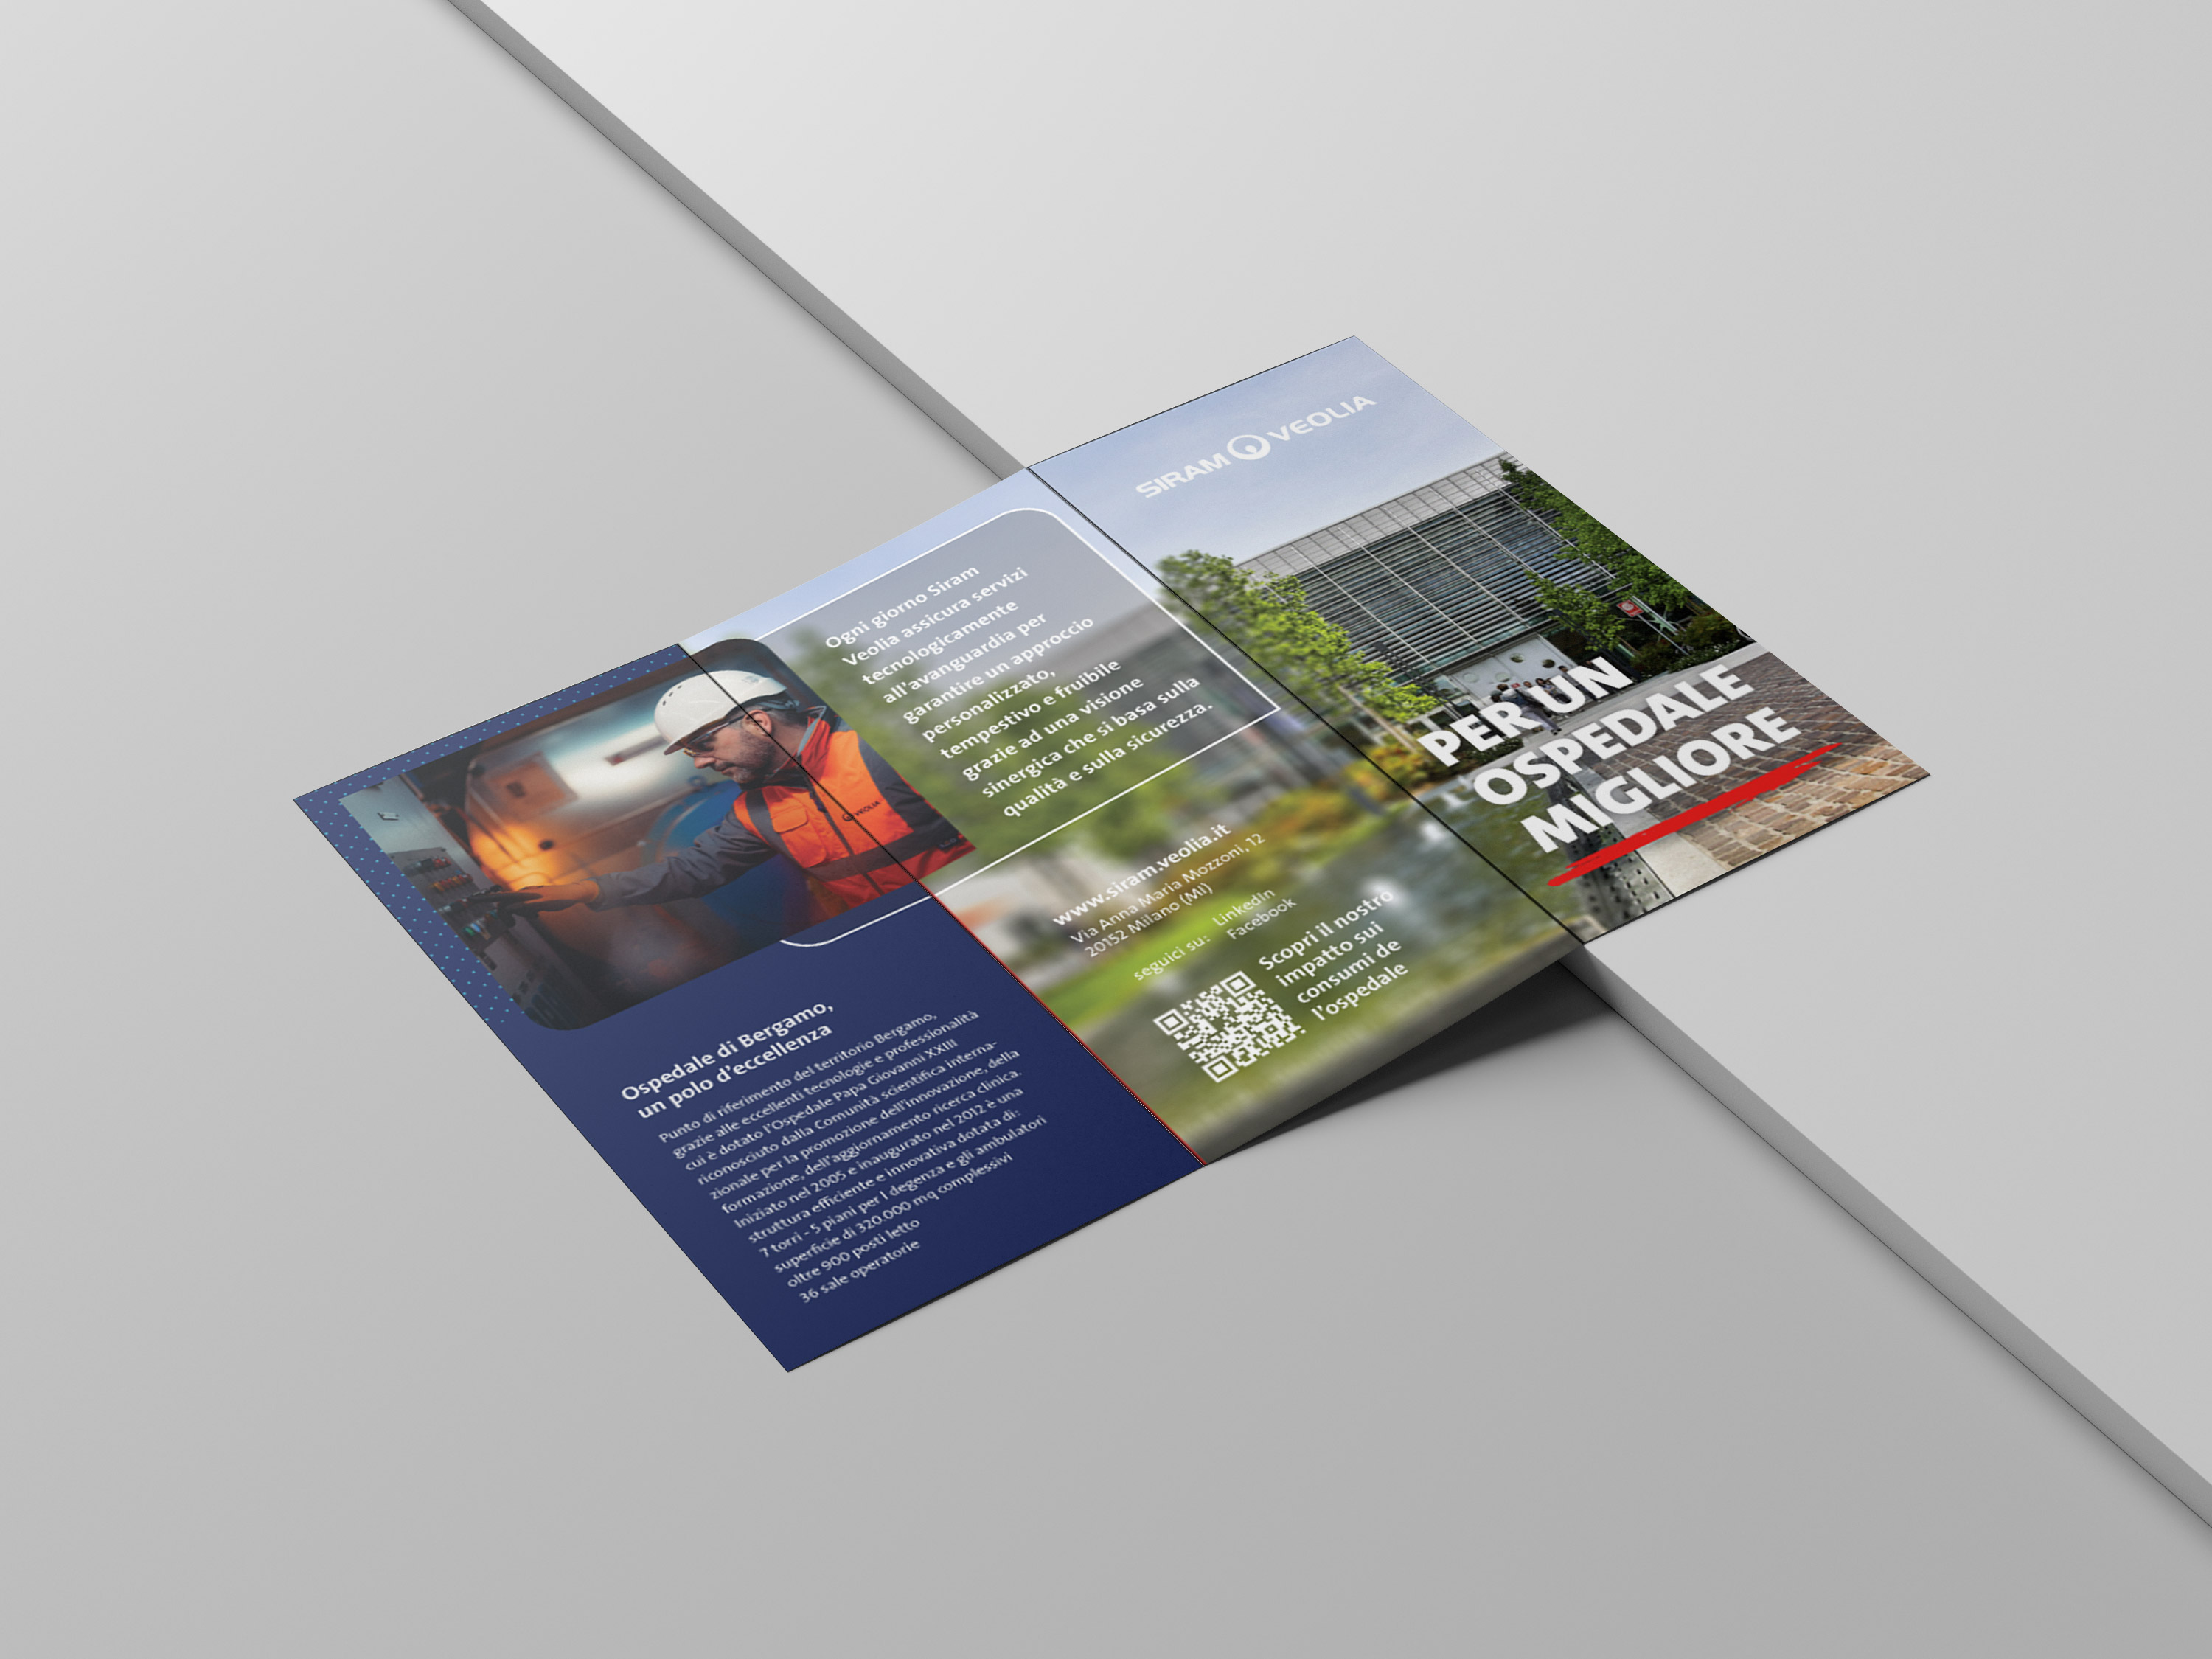 SIRAM VEOLIA
PER UN
OSPEDALE
MIGLIORE
Ogni giorno Siram
Veolia assicura servizi
tecnologicamente
all'avanguardia per
garantire un approccio
personalizzato,
tempestivo e fruibile
grazie ad una visione
sinergica che si basa sulla
qualità e sulla sicurezza.
www.siram.veolia.it
Via Anna Maria Mozzoni, 12
20152 Milano (MI)
seguici su: LinkedIn
Facebook
Scopri il nostro
impatto sui
consumi de
l'ospedale
VEOLIA
Ospedale di Bergamo,
un polo d'eccellenza
Punto di riferimento del territorio Bergamo,
grazie alle eccellenti tecnologie e professionalità
cui è dotato l'Ospedale Papa Giovanni XXIII
riconosciuto dalla Comunità scientifica interna-
zionale per la promozione dell'innovazione, della
formazione, dell'aggiornamento ricerca clinica.
Iniziato nel 2005 e inaugurato nel 2012 è una
struttura efficiente e innovativa dotata di:
7 torri - 5 piani per l degenza e gli ambulatori
superficie di 320.000 mq complessivi
oltre 900 posti letto
36 sale operatorie